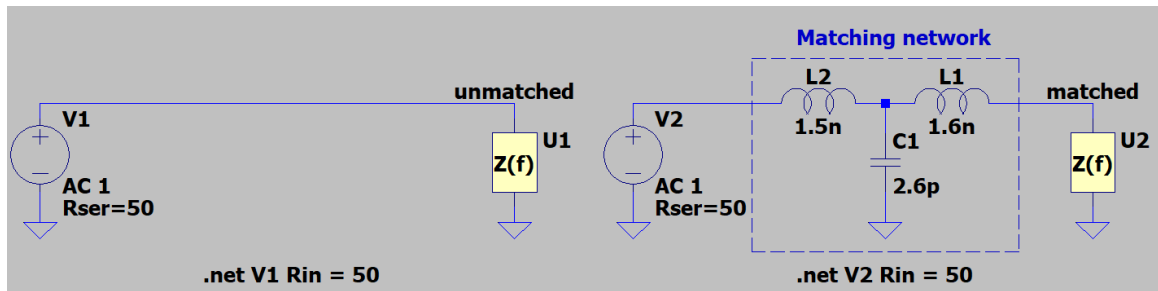 Matching network
L2
L1
unmatched
matched
V1
V2
1.5n
1.6n
U1
C1
U2
Z(f)
Z(f)
AC 1
Rser=50
AC 1
Rser=50
2.6p
.net V1 Rin = 50
.net V2 Rin = 50